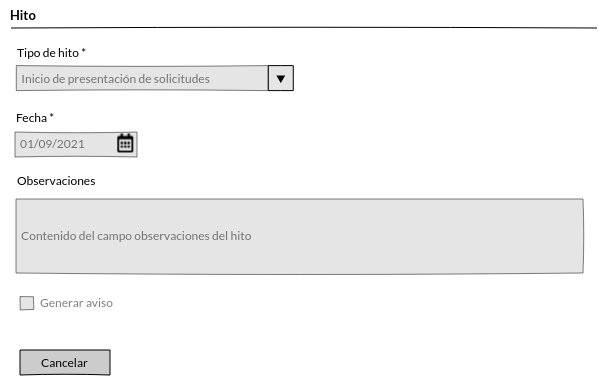 Hito
Tipo de hito *
Inicio de presentación de solicitudes
Fecha *
01/09/2021
Observaciones
Contenido del campo observaciones del hito
Generar aviso
Cancelar